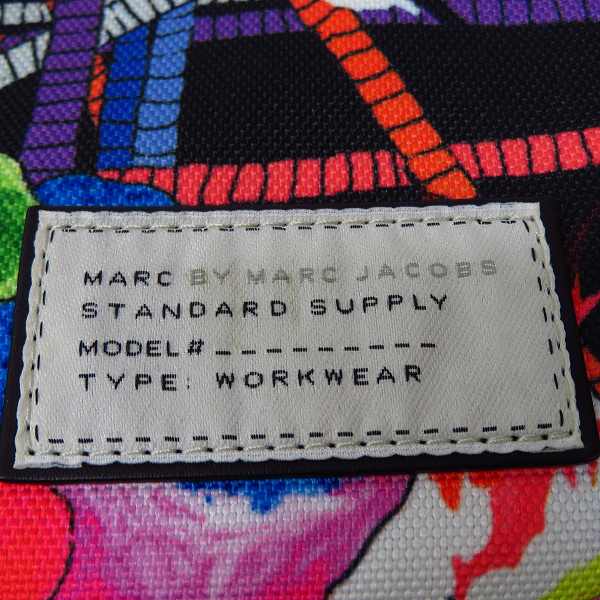 MARC BY MARC JACOBS
STANDARD SUPPLY
MODEL# _ _ _ _ _ _ _ _ _
TYPE: WORKWEAR